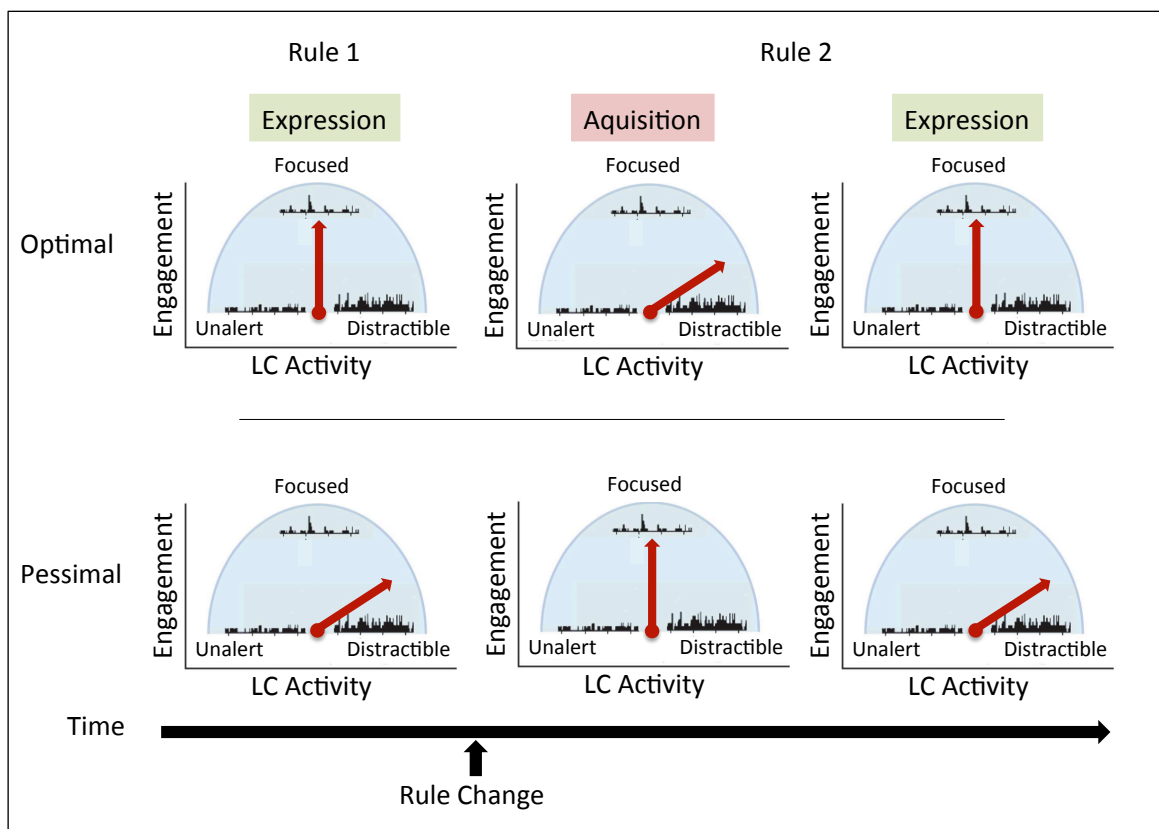 Rule 1 Rule 2
Expression Aquisition Expression
Optimal
Focused Focused Focused
Engagement Engagement Engagement
Unalert Distractible Unalert Distractible Unalert Distractible
LC Activity LC Activity LC Activity
Pessimal
Focused Focused Focused
Engagement Engagement Engagement
Unalert Distractible Unalert Distractible Unalert Distractible
LC Activity LC Activity LC Activity
Time
Rule Change